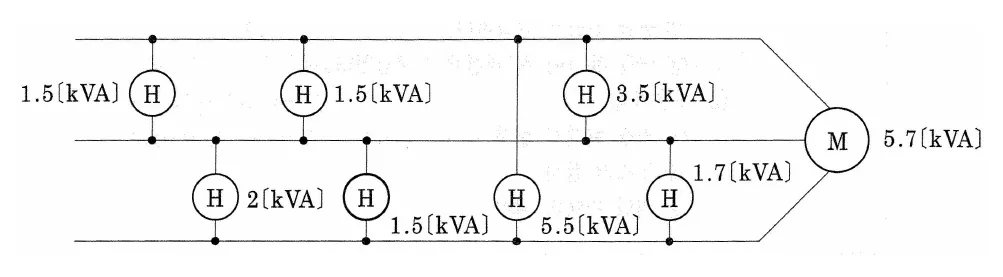 1.5〔kVA〕 H H 1.5〔kVA〕 H 3.5〔kVA〕
M 5.7〔kVA〕
H 2〔kVA〕 H H H 1.7〔kVA〕
1.5〔kVA〕 5.5〔kVA〕